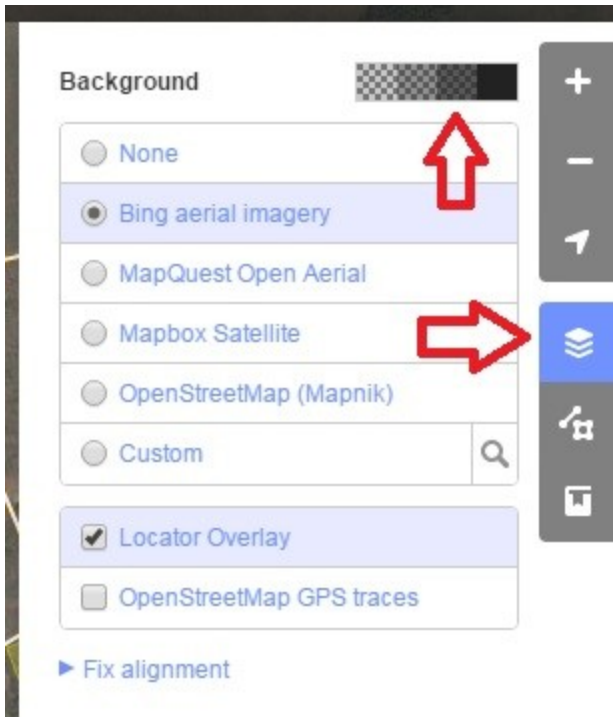 Background
None
Bing aerial imagery
MapQuest Open Aerial
Mapbox Satellite
OpenStreetMap (Mapnik)
Custom
Locator Overlay
OpenStreetMap GPS traces
Fix alignment